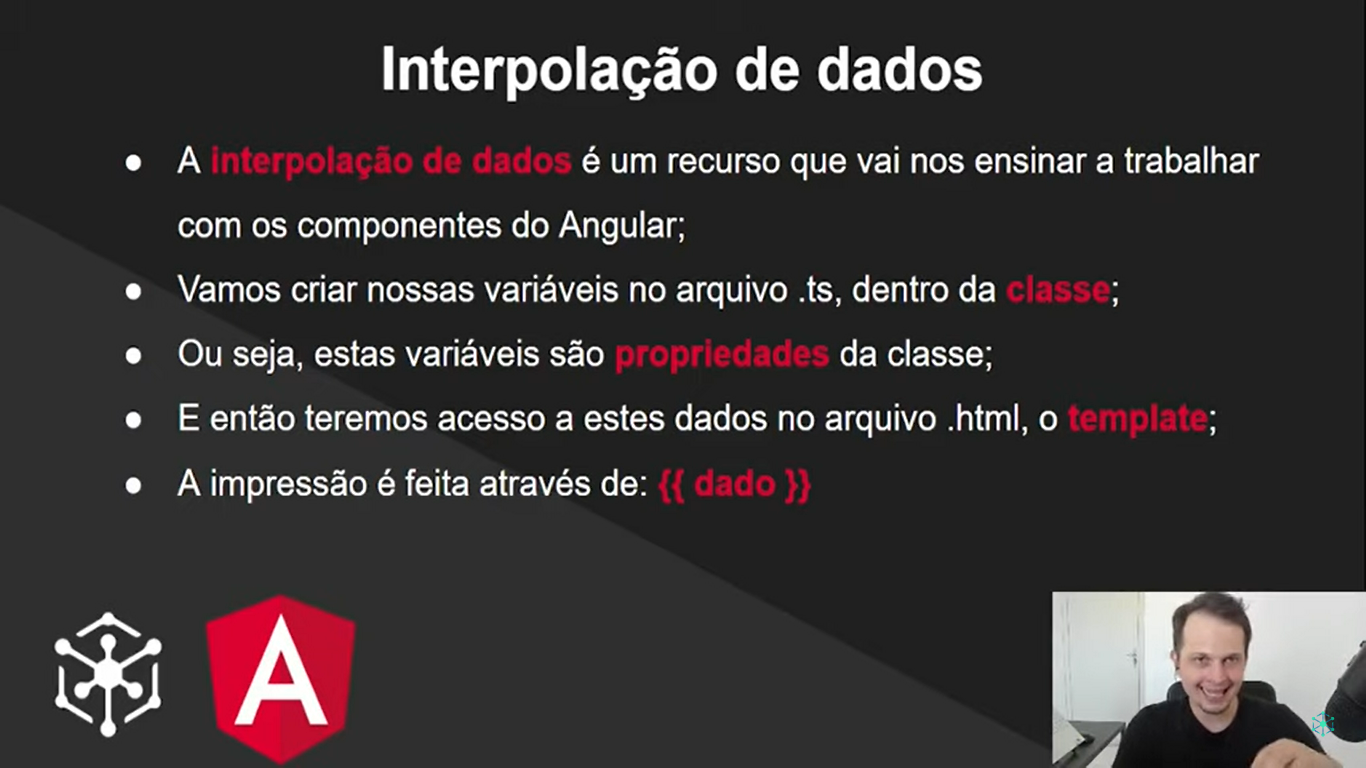 Interpolação de dados
● A interpolação de dados é um recurso que vai nos ensinar a trabalhar
com os componentes do Angular;
● Vamos criar nossas variáveis no arquivo .ts, dentro da classe;
● Ou seja, estas variáveis são propriedades da classe;
● E então teremos acesso a estes dados no arquivo .html, o template;
● A impressão é feita através de: {{ dado }}
A